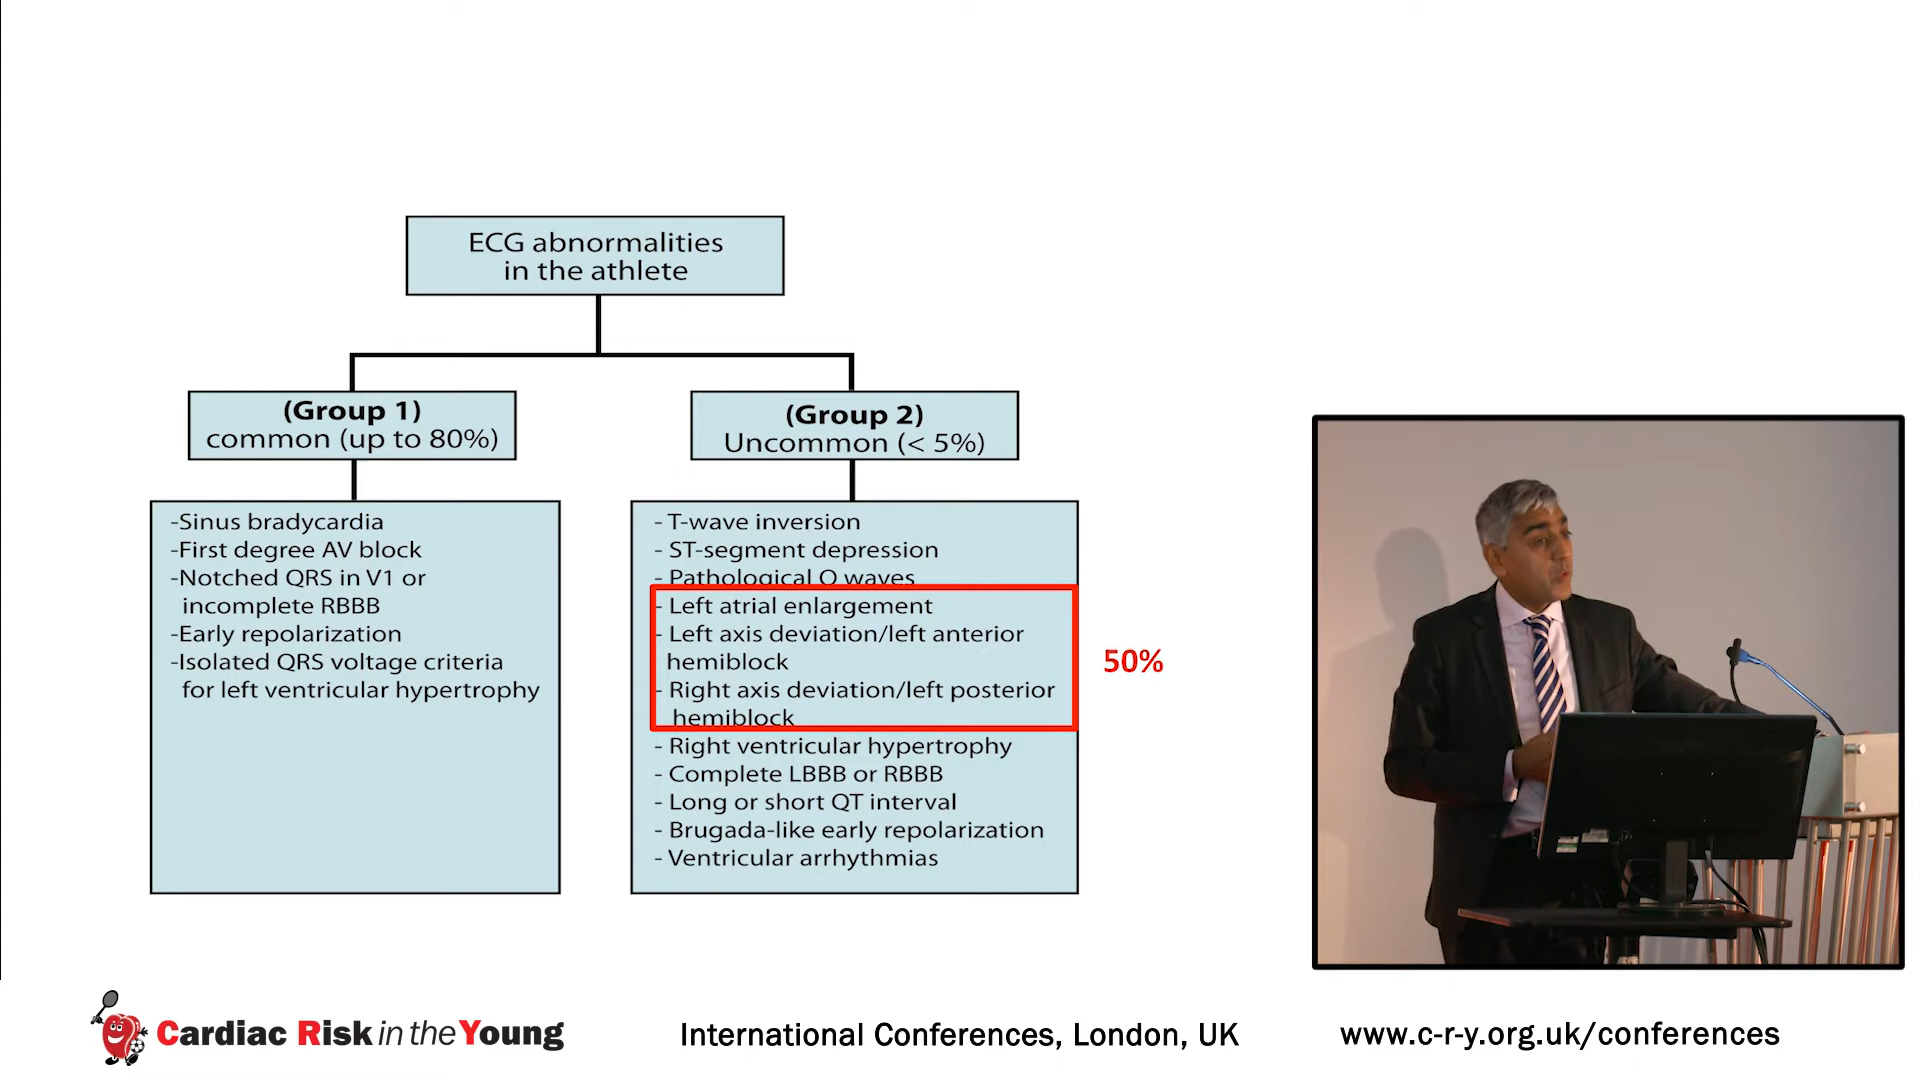 ECG abnormalities
in the athlete
(Group 1)
common (up to 80%)
(Group 2)
Uncommon (< 5%)
-Sinus bradycardia
-First degree AV block
-Notched QRS in V1 or
incomplete RBBB
-Early repolarization
-Isolated QRS voltage criteria
for left ventricular hypertrophy
- T-wave inversion
- ST-segment depression
- Pathological Q waves
- Left atrial enlargement
- Left axis deviation/left anterior
hemiblock
- Right axis deviation/left posterior
hemiblock
- Right ventricular hypertrophy
- Complete LBBB or RBBB
- Long or short QT interval
- Brugada-like early repolarization
- Ventricular arrhythmias
50%
Cardiac Risk in the Young
International Conferences, London, UK
www.c-r-y.org.uk/conferences